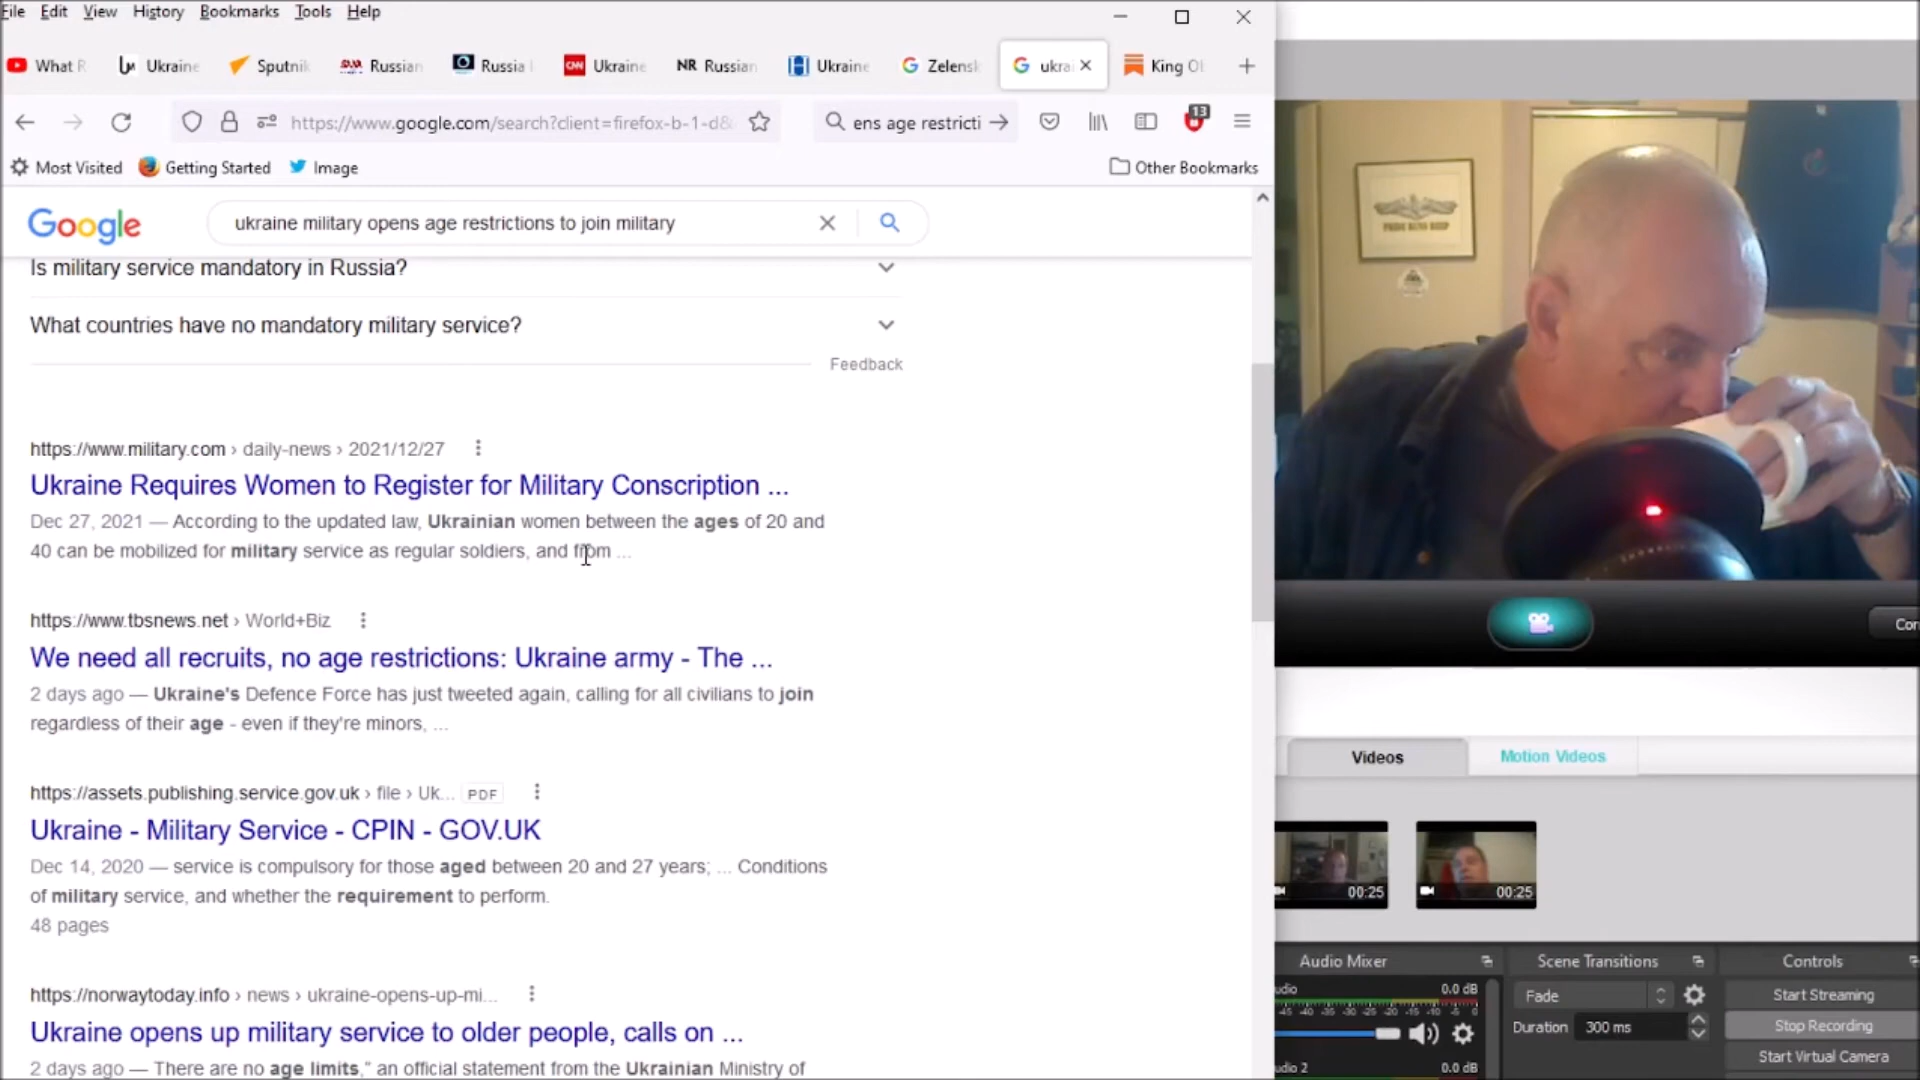 File Edit View History Bookmarks Tools Help
What R Ukraine Sputnik Russian Russia CNN Ukraine NR Russian Ukraine Zelensk ukrai King Ol
https://www.google.com/search?client=firefox-b-1-d& ens age restricti 13
Most Visited Getting Started Image Other Bookmarks
Google ukraine military opens age restrictions to join military
Is military service mandatory in Russia?
What countries have no mandatory military service?
Feedback
https://www.military.com › daily-news › 2021/12/27
Ukraine Requires Women to Register for Military Conscription ...
Dec 27, 2021 — According to the updated law, Ukrainian women between the ages of 20 and
40 can be mobilized for military service as regular soldiers, and from ...
https://www.tbsnews.net › World+Biz
We need all recruits, no age restrictions: Ukraine army - The ...
2 days ago — Ukraine's Defence Force has just tweeted again, calling for all civilians to join
regardless of their age - even if they're minors, ...
https://assets.publishing.service.gov.uk › file › Uk... PDF
Ukraine - Military Service - CPIN - GOV.UK
Dec 14, 2020 — service is compulsory for those aged between 20 and 27 years; ... Conditions
of military service, and whether the requirement to perform.
48 pages
https://norwaytoday.info › news › ukraine-opens-up-mi...
Ukraine opens up military service to older people, calls on ...
2 days ago — There are no age limits," an official statement from the Ukrainian Ministry of
Con
Videos Motion Videos
00:25 00:25
Audio Mixer Scene Transitions Controls
udio 0.0 dB
Fade
Duration 300 ms
udio 2 0.0 dB
Start Streaming
Stop Recording
Start Virtual Camera